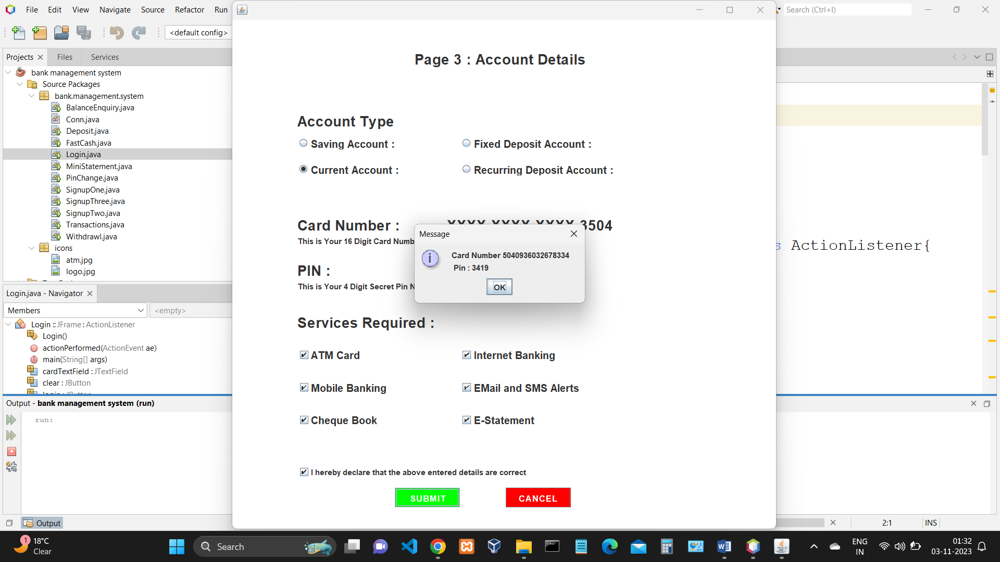 File Edit View Navigate Source Refactor Run
Search (Ctrl+I)
<default config>
Projects Files Services
bank management system
Source Packages
bank.management.system
BalanceEnquiry.java
Conn.java
Deposit.java
FastCash.java
Login.java
MiniStatement.java
PinChange.java
SignupOne.java
SignupThree.java
SignupTwo.java
Transactions.java
Withdrawl.java
icons
atm.jpg
logo.jpg
Login.java - Navigator
Members
<empty>
Login :: JFrame : ActionListener
Login()
actionPerformed(ActionEvent ae)
main(String[] args)
cardTextField : JTextField
clear : JButton
Output - bank management system (run)
run:
Output
Page 3 : Account Details
Account Type
Saving Account : Fixed Deposit Account :
Current Account : Recurring Deposit Account :
Card Number : XXXX-XXXX-XXXX-3504
This is Your 16 Digit Card Numb
PIN :
This is Your 4 Digit Secret Pin N
Message
Card Number 5040936032678334
Pin : 3419
OK
Services Required :
ATM Card Internet Banking
Mobile Banking EMail and SMS Alerts
Cheque Book E-Statement
I hereby declare that the above entered details are correct
SUBMIT CANCEL
s ActionListener{
2:1 INS
1
18°C
Clear
Search
ENG
IN
01:32
03-11-2023